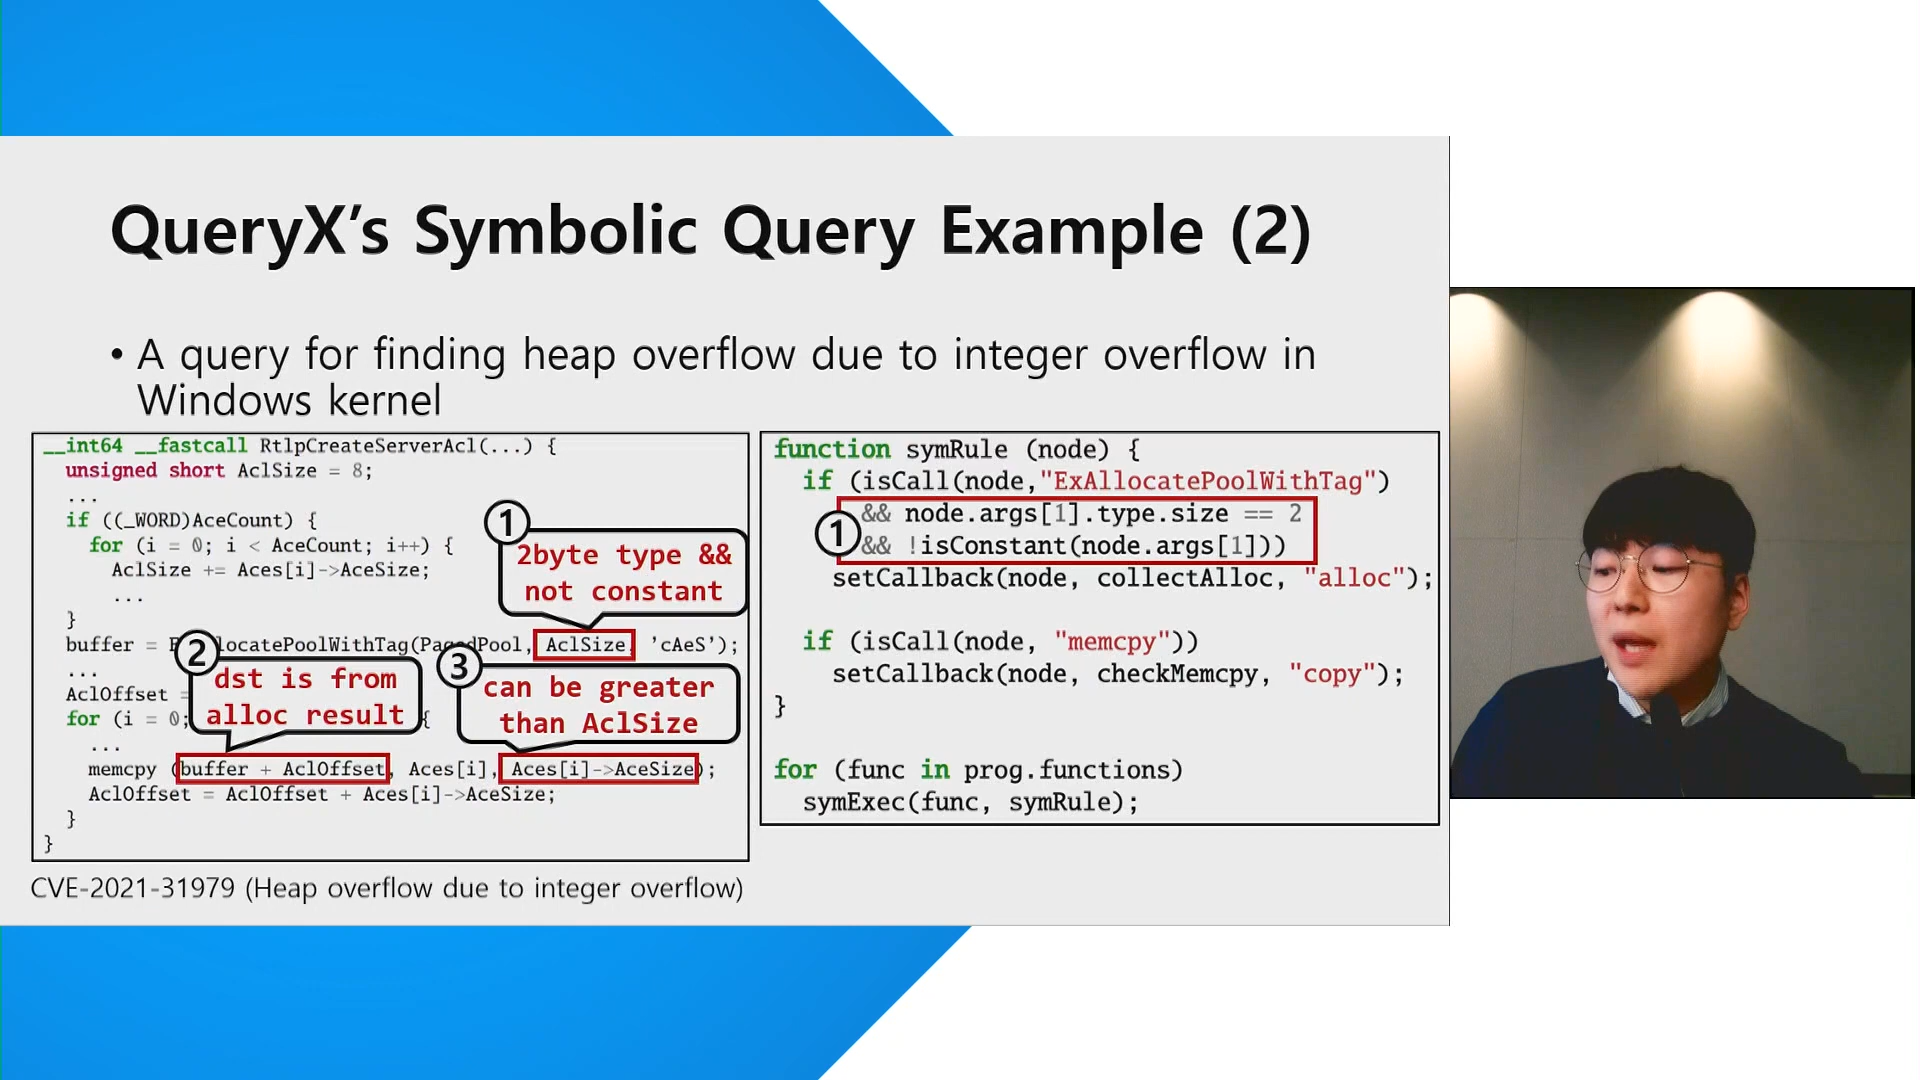 QueryX’s Symbolic Query Example (2)
• A query for finding heap overflow due to integer overflow in
Windows kernel
__int64 __fastcall RtlpCreateServerAcl(...) {
unsigned short AclSize = 8;
...
if ((_WORD)AceCount) {
for (i = 0; i < AceCount; i++) {
AclSize += Aces[i]->AceSize;
...
}
buffer = locatePoolWithTag(PagedPool, AclSize, 'cAeS');
...
AclOffset =
for (i = 0; {
...
memcpy (buffer + AclOffset, Aces[i], Aces[i]->AceSize);
AclOffset = AclOffset + Aces[i]->AceSize;
}
}
1
2byte type &&
not constant
2
dst is from
alloc result
3
can be greater
than AclSize
CVE-2021-31979 (Heap overflow due to integer overflow)
function symRule (node) {
if (isCall(node,"ExAllocatePoolWithTag")
1
&& node.args[1].type.size == 2
&& !isConstant(node.args[1]))
setCallback(node, collectAlloc, "alloc");
if (isCall(node, "memcpy"))
setCallback(node, checkMemcpy, "copy");
}
for (func in prog.functions)
symExec(func, symRule);